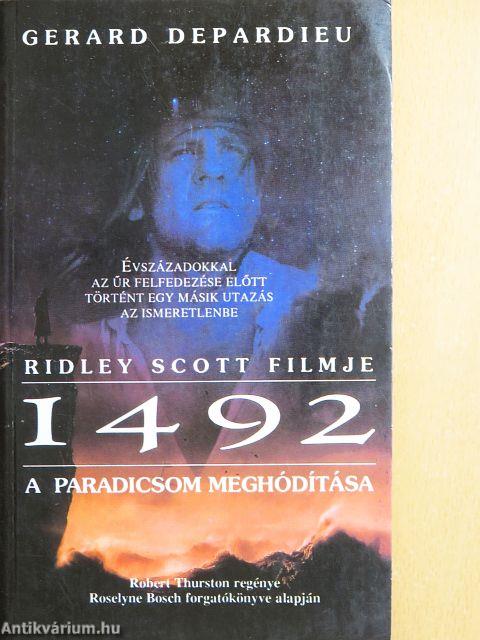 GERARD DEPARDIEU
ÉVSZÁZADOKKAL
AZ ŰR FELFEDEZÉSE ELŐTT
TÖRTÉNT EGY MÁSIK UTAZÁS
AZ ISMERETLENBE
RIDLEY SCOTT FILMJE
1492
A PARADICSOM MEGHÓDÍTÁSA
Robert Thurston regénye
Roselyne Bosch forgatókönyve alapján
Antikvárium.hu